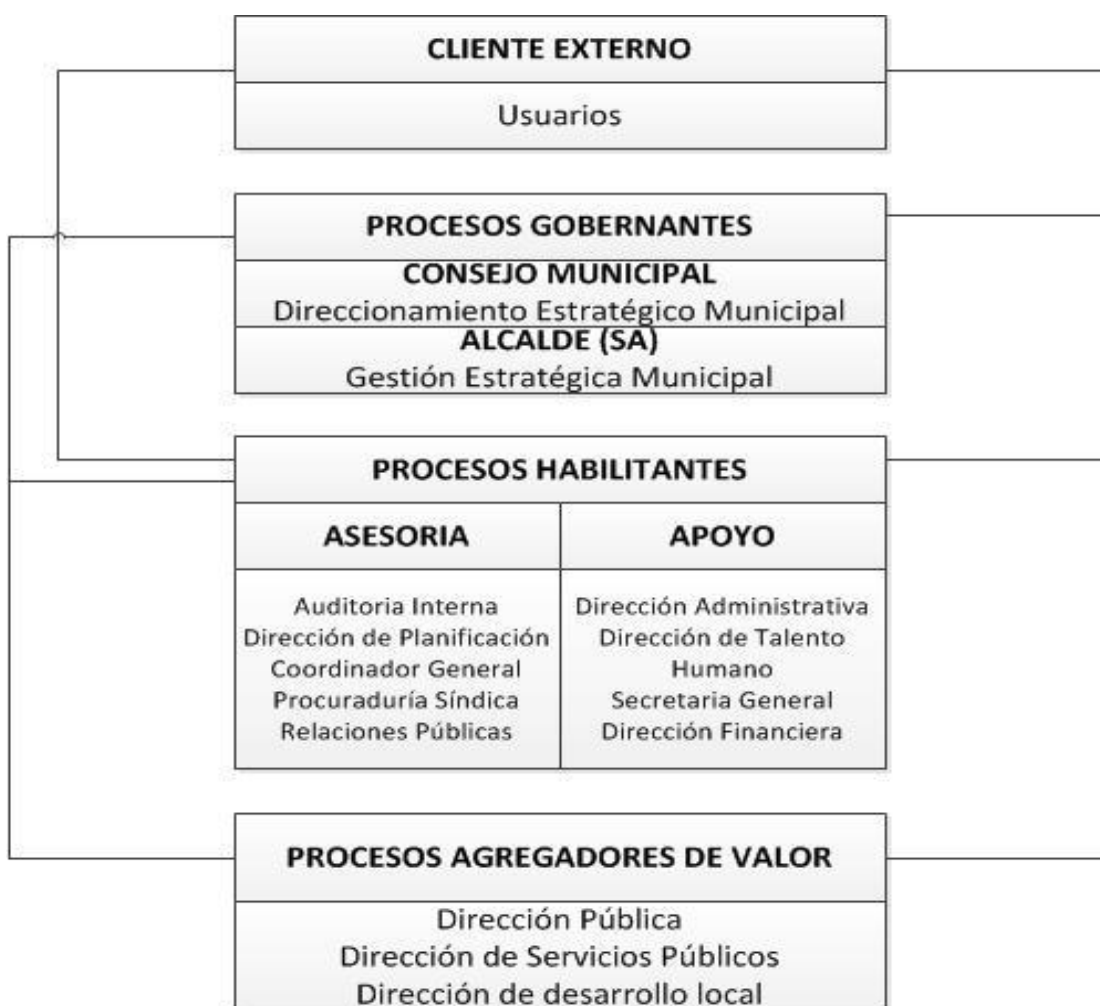 CLIENTE EXTERNO
Usuarios
PROCESOS GOBERNANTES
CONSEJO MUNICIPAL
Direccionamiento Estratégico Municipal
ALCALDE (SA)
Gestión Estratégica Municipal
PROCESOS HABILITANTES
ASESORIA
Auditoria Interna
Dirección de Planificación
Coordinador General
Procuraduría Síndica
Relaciones Públicas
APOYO
Dirección Administrativa
Dirección de Talento
Humano
Secretaria General
Dirección Financiera
PROCESOS AGREGADORES DE VALOR
Dirección Pública
Dirección de Servicios Públicos
Dirección de desarrollo local